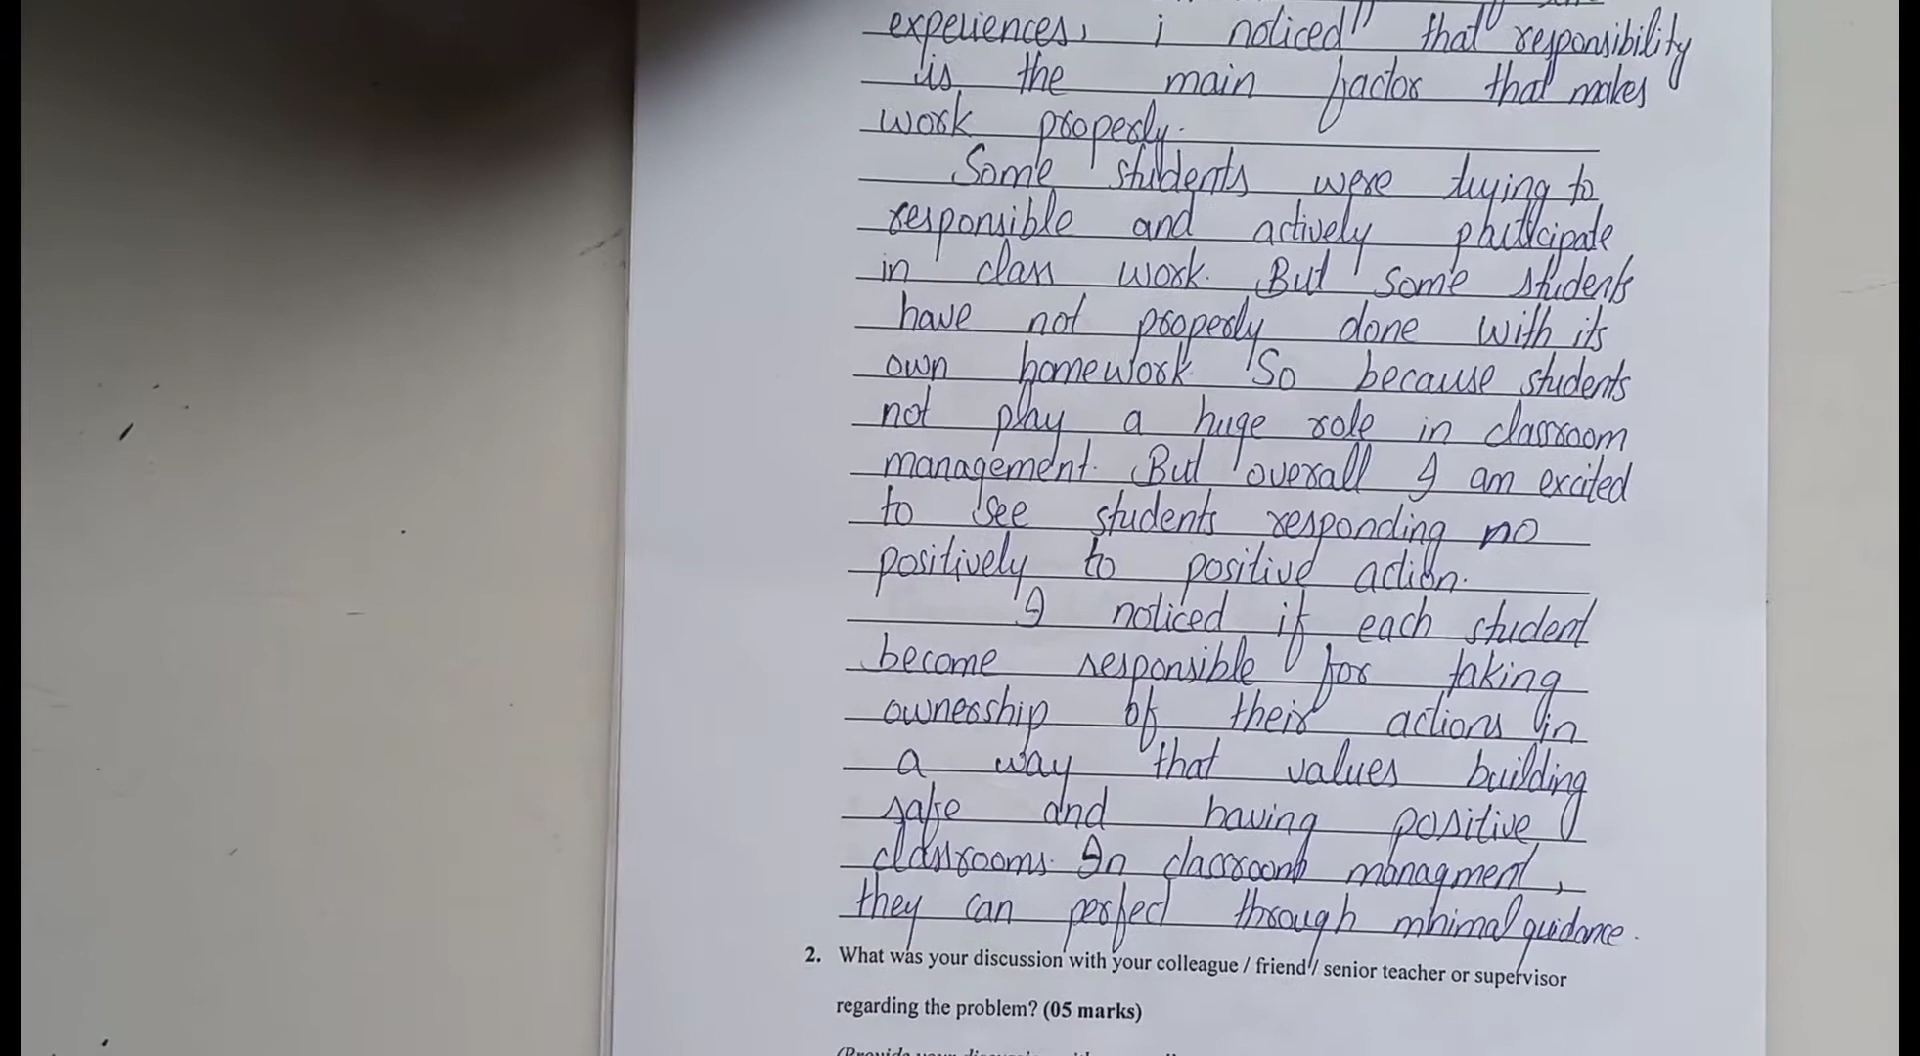 experiences, i noticed that responsibility
is the main factor that makes
work properly.
Some students were trying to
responsible and actively phitlcipate
in class work. But some students
have not properly done with its
own homework. So because students
not play a huge role in classroom
management. But overall I am excited
to see students responding no
positively to positive action.
I noticed if each student
become responsible for taking
ownership of their actions in
a way that values building
safe and having positive
classrooms. In classroom managment,
they can perfect through mhimal guidance.
2. What was your discussion with your colleague / friend / senior teacher or supervisor
regarding the problem? (05 marks)